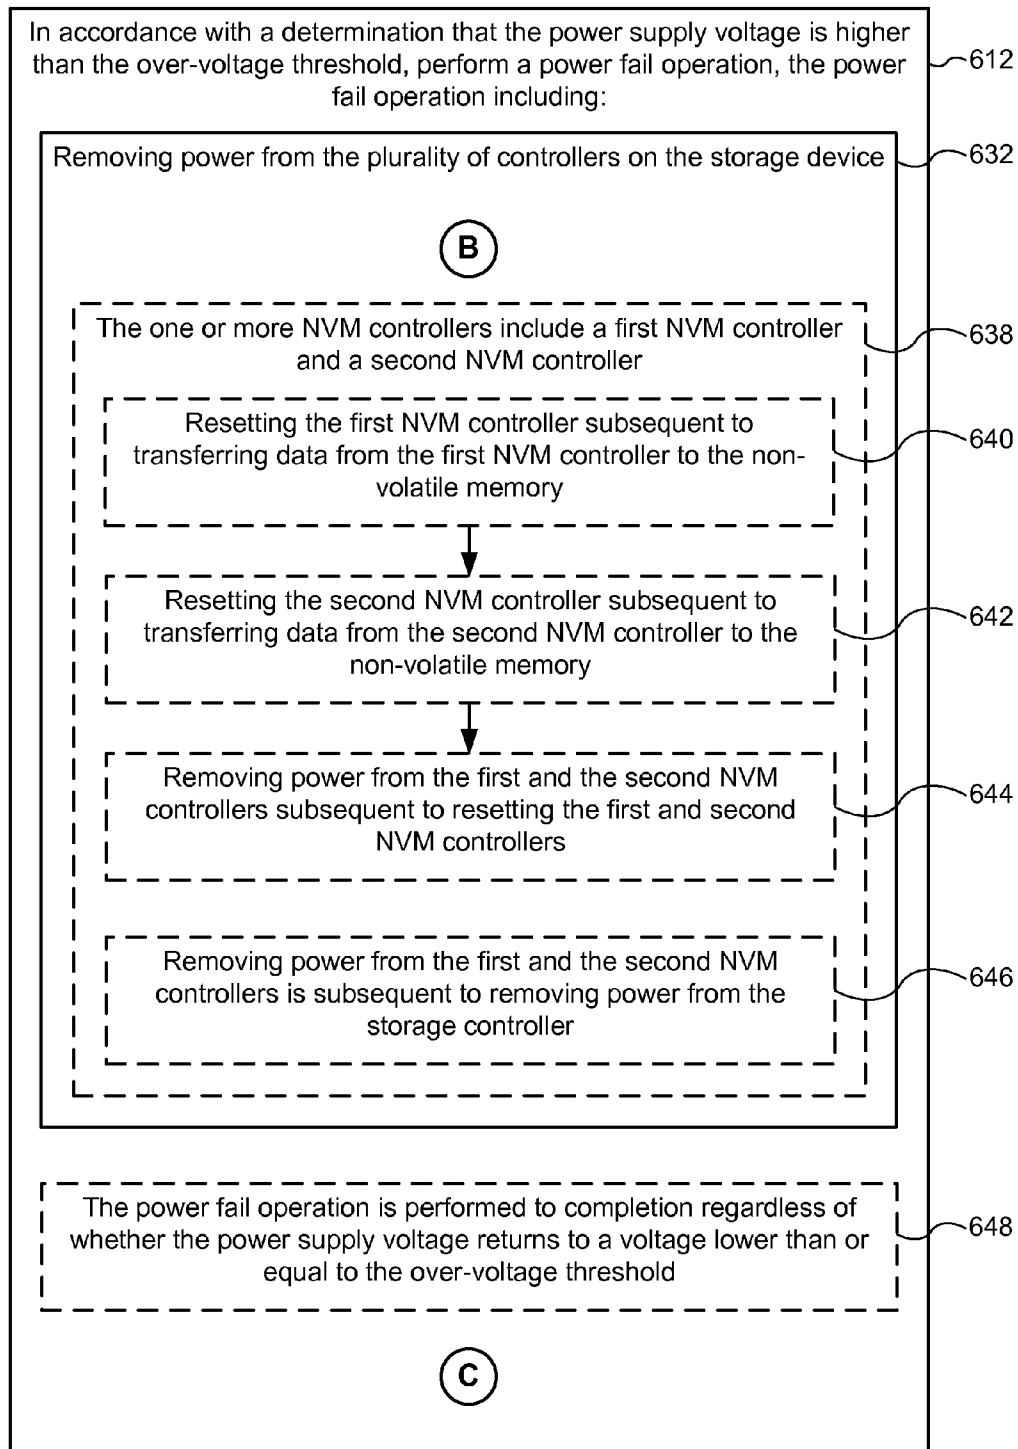 In accordance with a determination that the power supply voltage is higher
than the over-voltage threshold, perform a power fail operation, the power
fail operation including:
612
Removing power from the plurality of controllers on the storage device
632
B
The one or more NVM controllers include a first NVM controller
and a second NVM controller
638
Resetting the first NVM controller subsequent to
transferring data from the first NVM controller to the non-
volatile memory
640
Resetting the second NVM controller subsequent to
transferring data from the second NVM controller to the
non-volatile memory
642
Removing power from the first and the second NVM
controllers subsequent to resetting the first and second
NVM controllers
644
Removing power from the first and the second NVM
controllers is subsequent to removing power from the
storage controller
646
The power fail operation is performed to completion regardless of
whether the power supply voltage returns to a voltage lower than or
equal to the over-voltage threshold
648
C